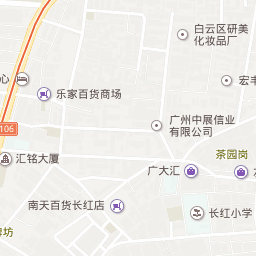 白云区研美
化妆品厂
心
宏丰
乐家百货商场
广州中展信业
有限公司
106
茶园岗
汇铭大厦
广大汇
南天百货长红店
长红小学
坊